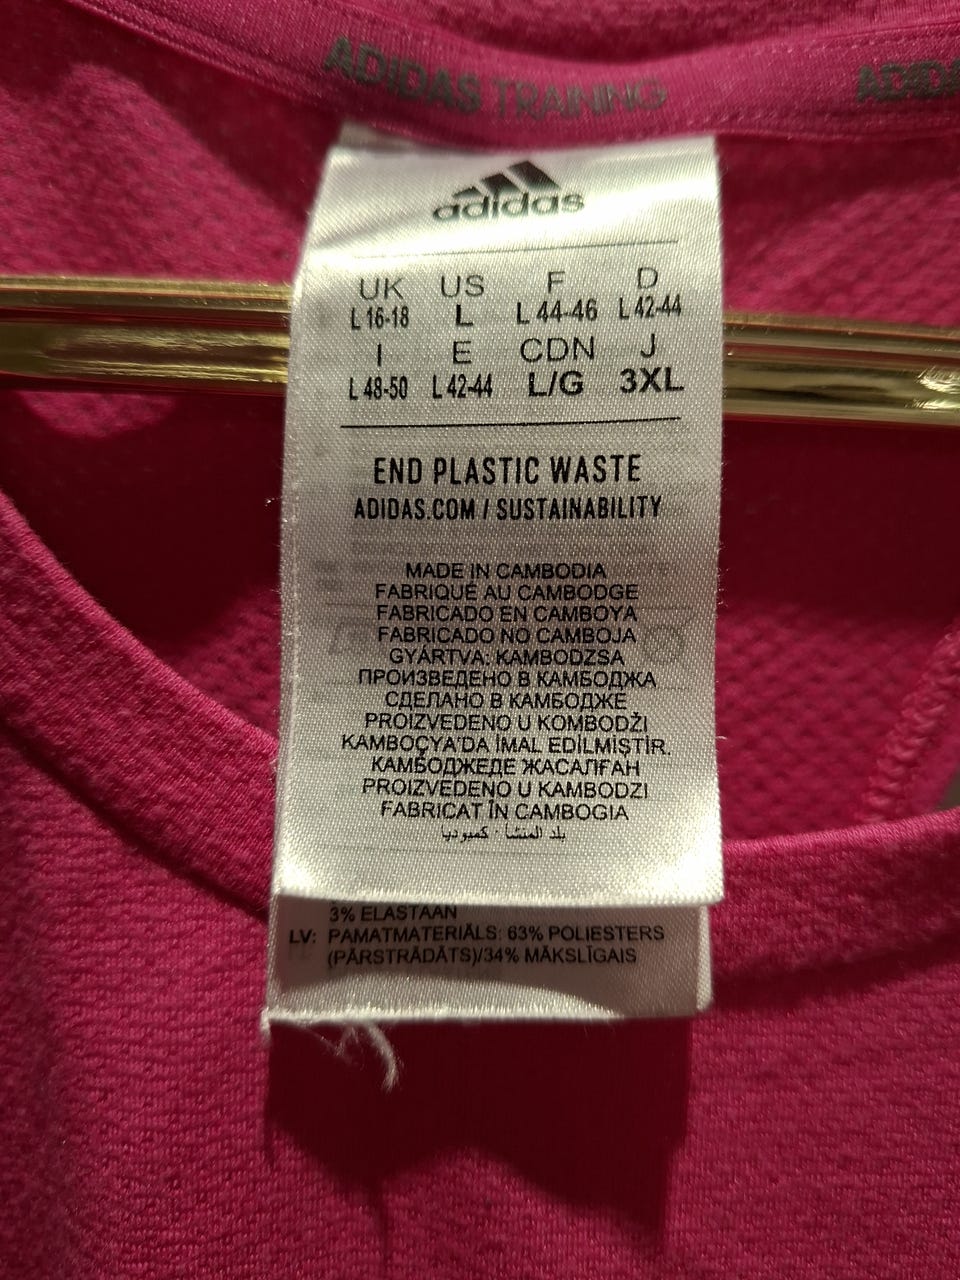 ADIDAS TRAINING
ADIDAS
adidas
UK US F D
L 16-18 L L 44-46 L 42-44
I E CDN J
L 48-50 L 42-44 L/G 3XL
END PLASTIC WASTE
ADIDAS.COM / SUSTAINABILITY
MADE IN CAMBODIA
FABRIQUÉ AU CAMBODGE
FABRICADO EN CAMBOYA
FABRICADO NO CAMBOJA
GYÁRTVA: KAMBODZSA
ПРОИЗВЕДЕНО В КАМБОДЖА
СДЕЛАНО В КАМБОДЖЕ
PROIZVEDENO U KOMBODŽI
KAMBOÇYA'DA İMAL EDİLMİŞTİR.
КАМБОДЖЕДЕ ЖАСАЛҒАН
PROIZVEDENO U KAMBODZI
FABRICAT ÎN CAMBOGIA
بلد المنشأ · كمبوديا
3% ELASTAAN
LV: PAMATMATERIĀLS: 63% POLIESTERS
(PĀRSTRĀDĀTS)/34% MĀKSLĪGAIS